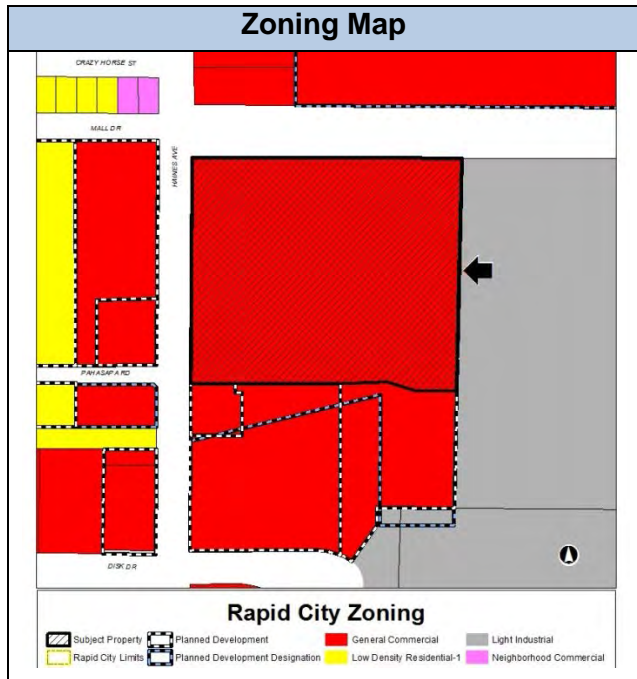 Zoning Map
CRAZY HORSE ST
MALL DR
HAINES AVE
PAHASAPA RD
DISK DR
Rapid City Zoning
Subject Property Planned Development General Commercial Light Industrial
Rapid City Limits Planned Development Designation Low Density Residential-1 Neighborhood Commercial